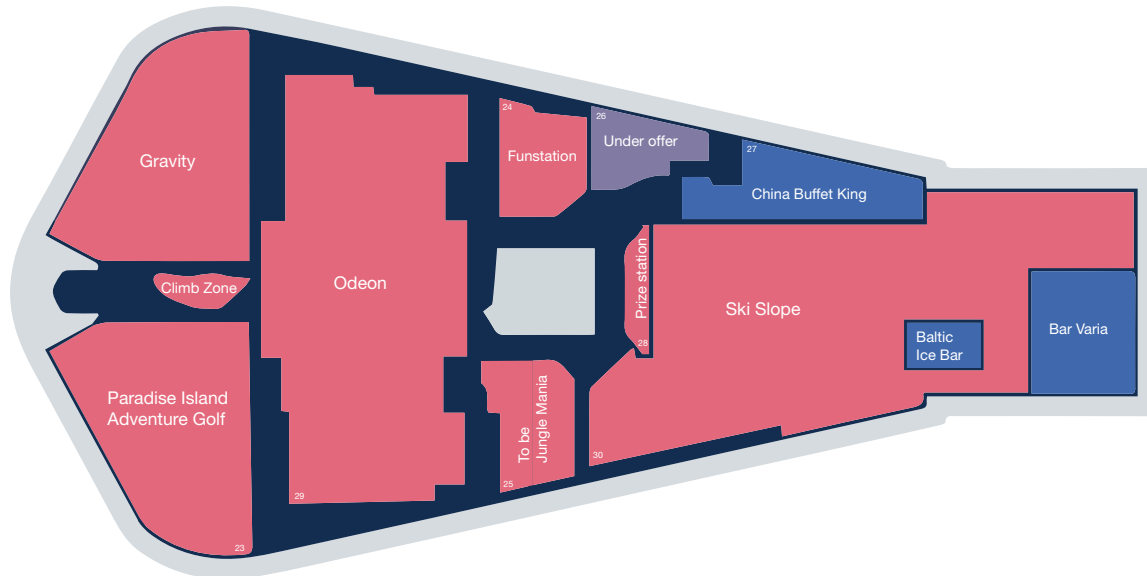 Gravity
Climb Zone
Paradise Island
Adventure Golf
23
Odeon
29
24
Funstation
26
Under offer
27
China Buffet King
Prize station
28
Ski Slope
Baltic
Ice Bar
Bar Varia
To be
Jungle Mania
25
30